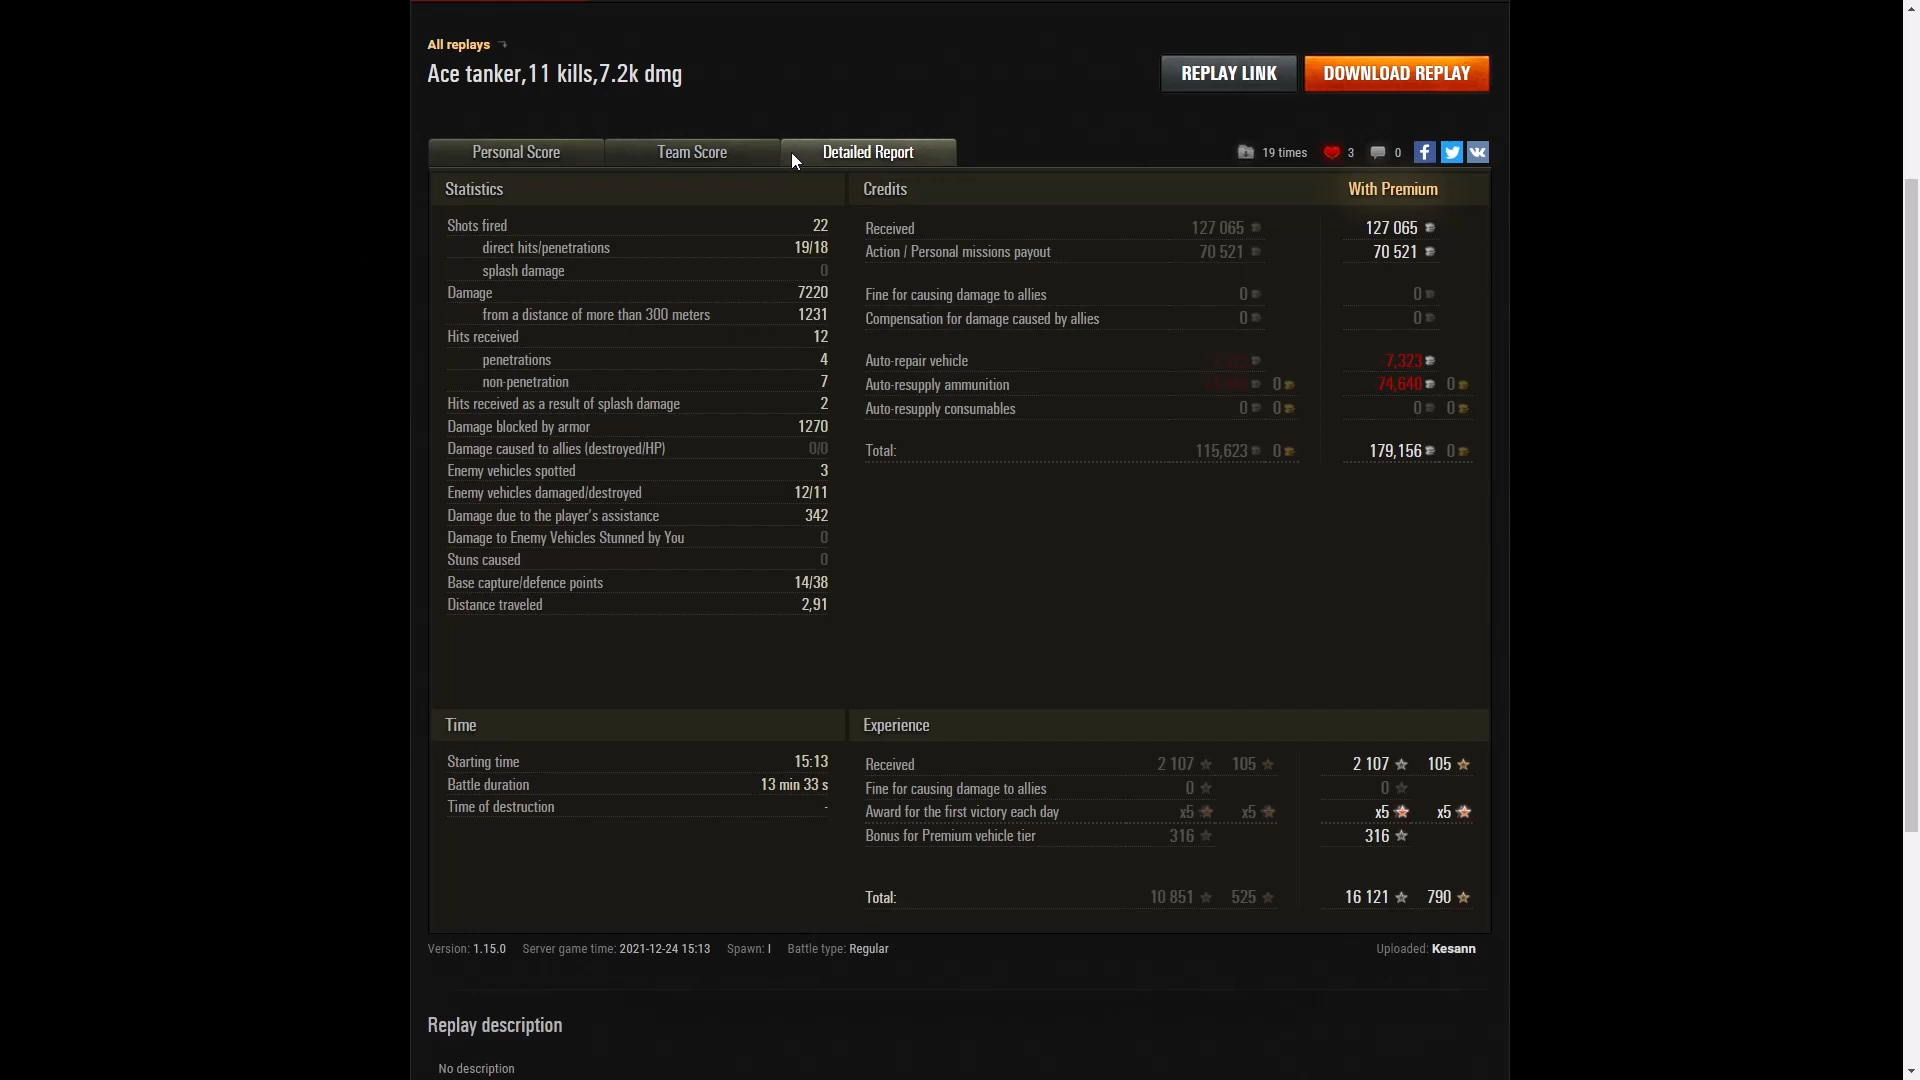 All replays
Ace tanker,11 kills,7.2k dmg
REPLAY LINK
DOWNLOAD REPLAY
Personal Score
Team Score
Detailed Report
19 times
3
0
Statistics
Credits
With Premium
Shots fired 22
direct hits/penetrations 19/18
splash damage 0
Damage 7220
from a distance of more than 300 meters 1231
Hits received 12
penetrations 4
non-penetration 7
Hits received as a result of splash damage 2
Damage blocked by armor 1270
Damage caused to allies (destroyed/HP) 0/0
Enemy vehicles spotted 3
Enemy vehicles damaged/destroyed 12/11
Damage due to the player's assistance 342
Damage to Enemy Vehicles Stunned by You 0
Stuns caused 0
Base capture/defence points 14/38
Distance traveled 2,91
Received 127 065 127 065
Action / Personal missions payout 70 521 70 521
Fine for causing damage to allies 0 0
Compensation for damage caused by allies 0 0
Auto-repair vehicle -7,323
Auto-resupply ammunition 0 -74,640 0
Auto-resupply consumables 0 0 0 0
Total: 115,623 0 179,156 0
Time
Starting time 15:13
Battle duration 13 min 33 s
Time of destruction -
Experience
Received 2 107 105 2 107 105
Fine for causing damage to allies 0 0
Award for the first victory each day x5 x5 x5 x5
Bonus for Premium vehicle tier 316 316
Total: 10 851 525 16 121 790
Version: 1.15.0 Server game time: 2021-12-24 15:13 Spawn: I Battle type: Regular
Uploaded: Kesann
Replay description
No description